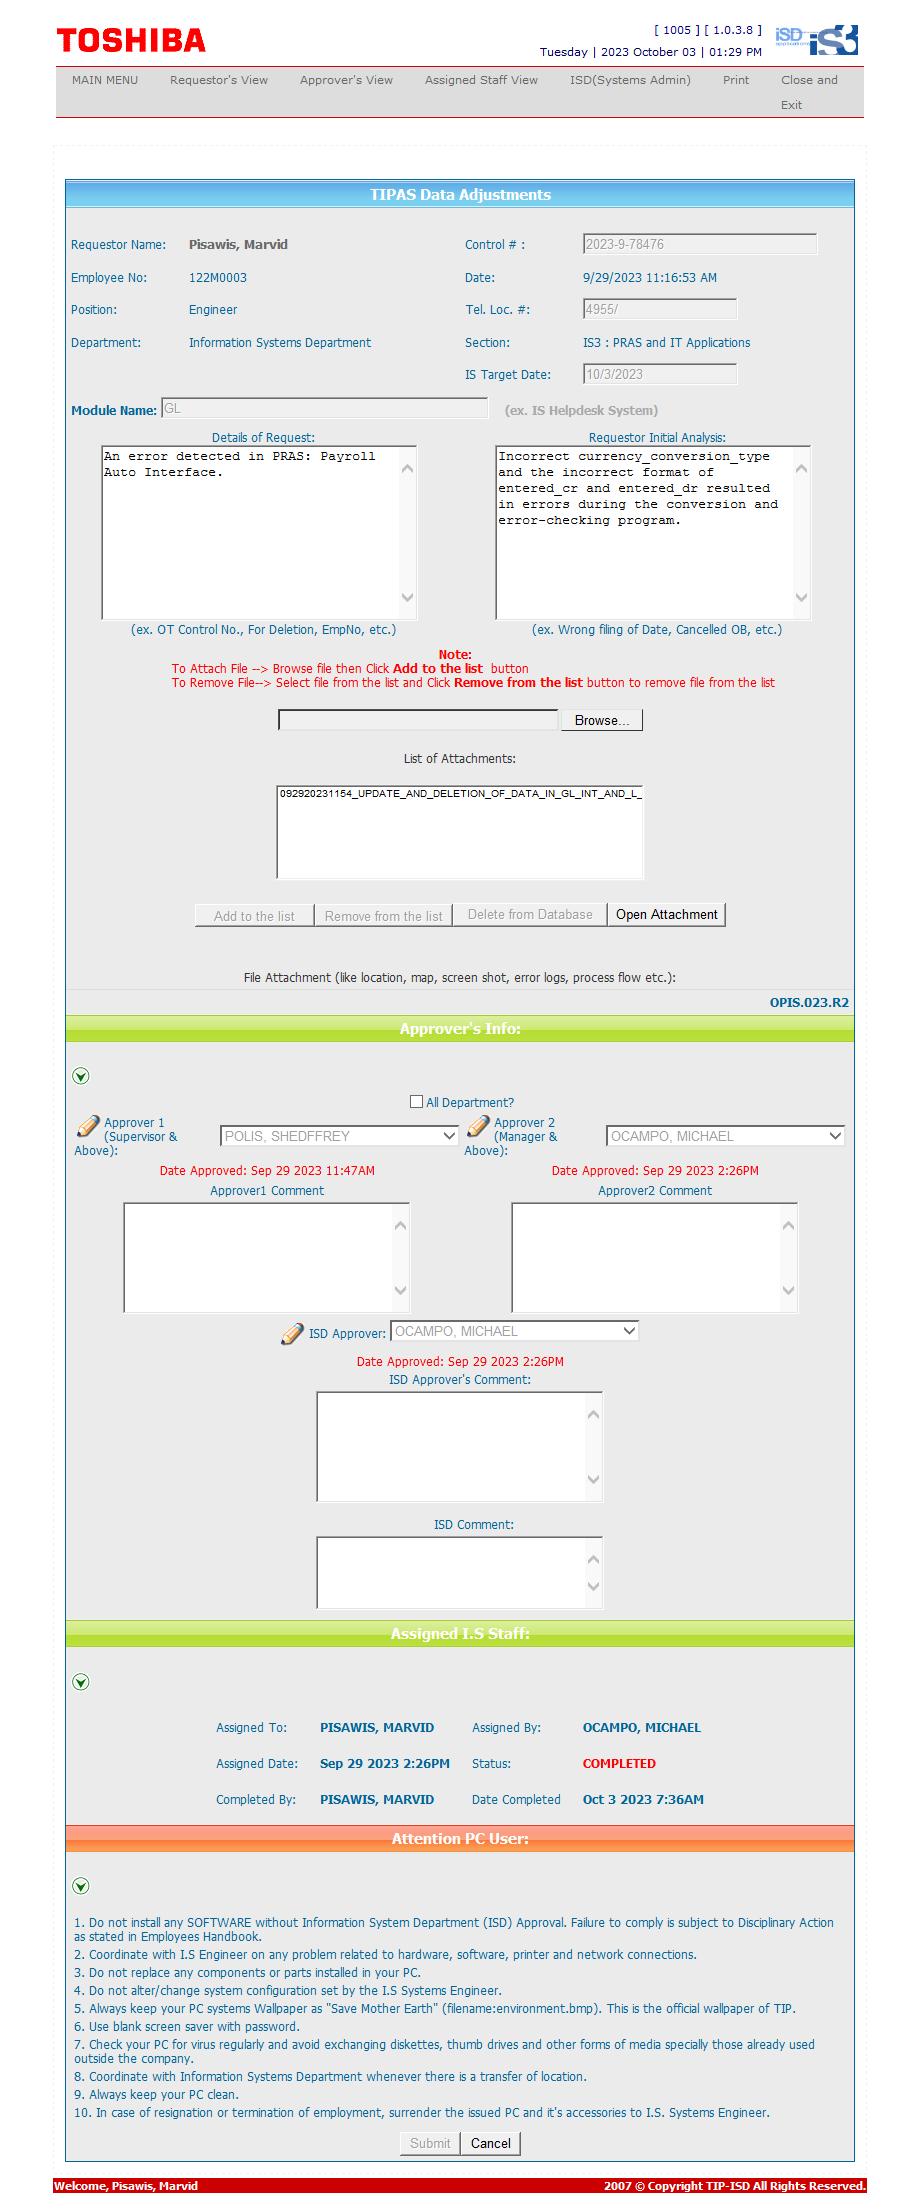 TOSHIBA
[ 1005 ] [ 1.0.3.8 ]
Tuesday | 2023 October 03 | 01:29 PM
iSD iS3
MAIN MENU Requestor's View Approver's View Assigned Staff View ISD(Systems Admin) Print Close and
Exit
TIPAS Data Adjustments
Requestor Name: Pisawis, Marvid Control # : 2023-9-78476
Employee No: 122M0003 Date: 9/29/2023 11:16:53 AM
Position: Engineer Tel. Loc. #: 4955/
Department: Information Systems Department Section: IS3 : PRAS and IT Applications
IS Target Date: 10/3/2023
Module Name: GL (ex. IS Helpdesk System)
Details of Request:
An error detected in PRAS: Payroll
Auto Interface.
(ex. OT Control No., For Deletion, EmpNo, etc.)
Requestor Initial Analysis:
Incorrect currency_conversion_type
and the incorrect format of
entered_cr and entered_dr resulted
in errors during the conversion and
error-checking program.
(ex. Wrong filing of Date, Cancelled OB, etc.)
Note:
To Attach File --> Browse file then Click Add to the list button
To Remove File--> Select file from the list and Click Remove from the list button to remove file from the list
Browse...
List of Attachments:
092920231154_UPDATE_AND_DELETION_OF_DATA_IN_GL_INT_AND_L_
Add to the list Remove from the list Delete from Database Open Attachment
File Attachment (like location, map, screen shot, error logs, process flow etc.):
OPIS.023.R2
Approver's Info:
All Department?
Approver 1
(Supervisor &
Above):
POLIS, SHEDFFREY
Approver 2
(Manager &
Above):
OCAMPO, MICHAEL
Date Approved: Sep 29 2023 11:47AM Date Approved: Sep 29 2023 2:26PM
Approver1 Comment Approver2 Comment
ISD Approver: OCAMPO, MICHAEL
Date Approved: Sep 29 2023 2:26PM
ISD Approver's Comment:
ISD Comment:
Assigned I.S Staff:
Assigned To: PISAWIS, MARVID Assigned By: OCAMPO, MICHAEL
Assigned Date: Sep 29 2023 2:26PM Status: COMPLETED
Completed By: PISAWIS, MARVID Date Completed Oct 3 2023 7:36AM
Attention PC User:
1. Do not install any SOFTWARE without Information System Department (ISD) Approval. Failure to comply is subject to Disciplinary Action
as stated in Employees Handbook.
2. Coordinate with I.S Engineer on any problem related to hardware, software, printer and network connections.
3. Do not replace any components or parts installed in your PC.
4. Do not alter/change system configuration set by the I.S Systems Engineer.
5. Always keep your PC systems Wallpaper as "Save Mother Earth" (filename:environment.bmp). This is the official wallpaper of TIP.
6. Use blank screen saver with password.
7. Check your PC for virus regularly and avoid exchanging diskettes, thumb drives and other forms of media specially those already used
outside the company.
8. Coordinate with Information Systems Department whenever there is a transfer of location.
9. Always keep your PC clean.
10. In case of resignation or termination of employment, surrender the issued PC and it's accessories to I.S. Systems Engineer.
Submit Cancel
Welcome, Pisawis, Marvid 2007 © Copyright TIP-ISD All Rights Reserved.